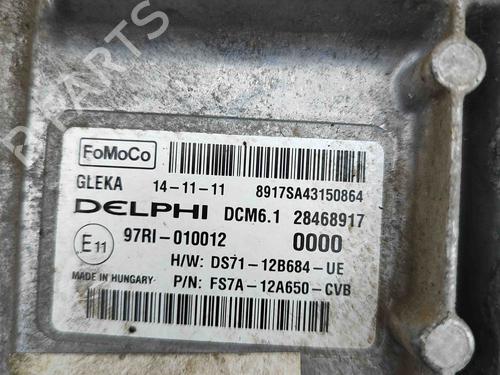 FoMoCo
GLEKA 14-11-11 8917SA43150864
DELPHI DCM6.1 28468917
E11 97RI-010012 0000
H/W: DS71-12B684-UE
MADE IN HUNGARY P/N: FS7A-12A650-CVB
B-PARTS